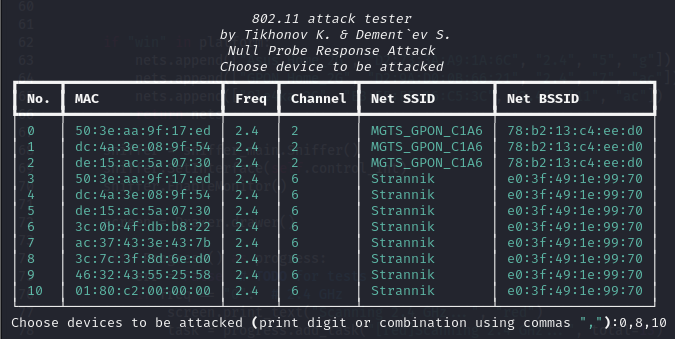 802.11 attack tester
by Tikhonov K. & Dement`ev S.
Null Probe Response Attack
Choose device to be attacked
No. MAC Freq Channel Net SSID Net BSSID
0 50:3e:aa:9f:17:ed 2.4 2 MGTS_GPON_C1A6 78:b2:13:c4:ee:d0
1 dc:4a:3e:08:9f:54 2.4 2 MGTS_GPON_C1A6 78:b2:13:c4:ee:d0
2 de:15:ac:5a:07:30 2.4 2 MGTS_GPON_C1A6 78:b2:13:c4:ee:d0
3 50:3e:aa:9f:17:ed 2.4 6 Strannik e0:3f:49:1e:99:70
4 dc:4a:3e:08:9f:54 2.4 6 Strannik e0:3f:49:1e:99:70
5 de:15:ac:5a:07:30 2.4 6 Strannik e0:3f:49:1e:99:70
6 3c:0b:4f:db:b8:22 2.4 6 Strannik e0:3f:49:1e:99:70
7 ac:37:43:3e:43:7b 2.4 6 Strannik e0:3f:49:1e:99:70
8 3c:7c:3f:8d:6e:d0 2.4 6 Strannik e0:3f:49:1e:99:70
9 46:32:43:55:25:58 2.4 6 Strannik e0:3f:49:1e:99:70
10 01:80:c2:00:00:00 2.4 6 Strannik e0:3f:49:1e:99:70
Choose devices to be attacked (print digit or combination using commas ","):0,8,10